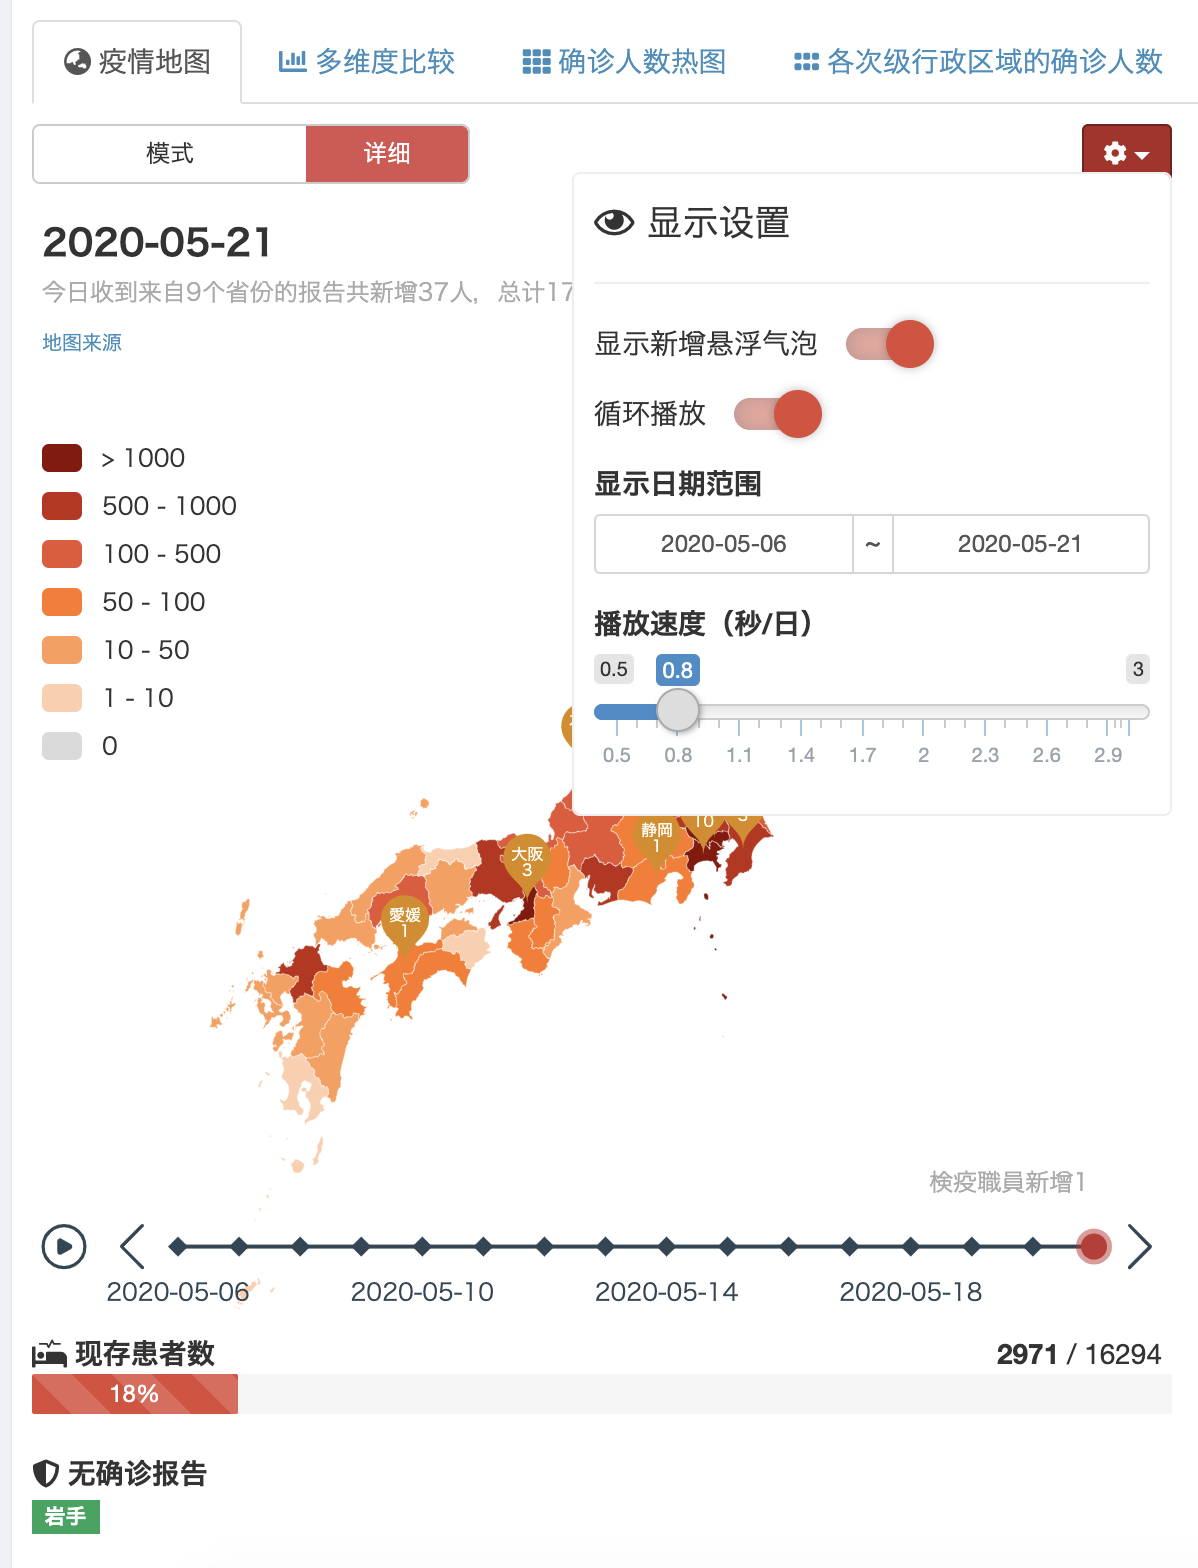 疫情地图
多维度比较
确诊人数热图
各次级行政区域的确诊人数
模式
详细
显示设置
2020-05-21
今日收到来自9个省份的报告共新增37人，总计17
地图来源
显示新增悬浮气泡
循环播放
显示日期范围
2020-05-06 ~ 2020-05-21
播放速度（秒/日）
0.5 0.8 3
0.5 0.8 1.1 1.4 1.7 2 2.3 2.6 2.9
> 1000
500 - 1000
100 - 500
50 - 100
10 - 50
1 - 10
0
10
静岡
1
大阪
3
愛媛
1
検疫職員新增1
2020-05-06 2020-05-10 2020-05-14 2020-05-18
现存患者数
2971 / 16294
18%
无确诊报告
岩手